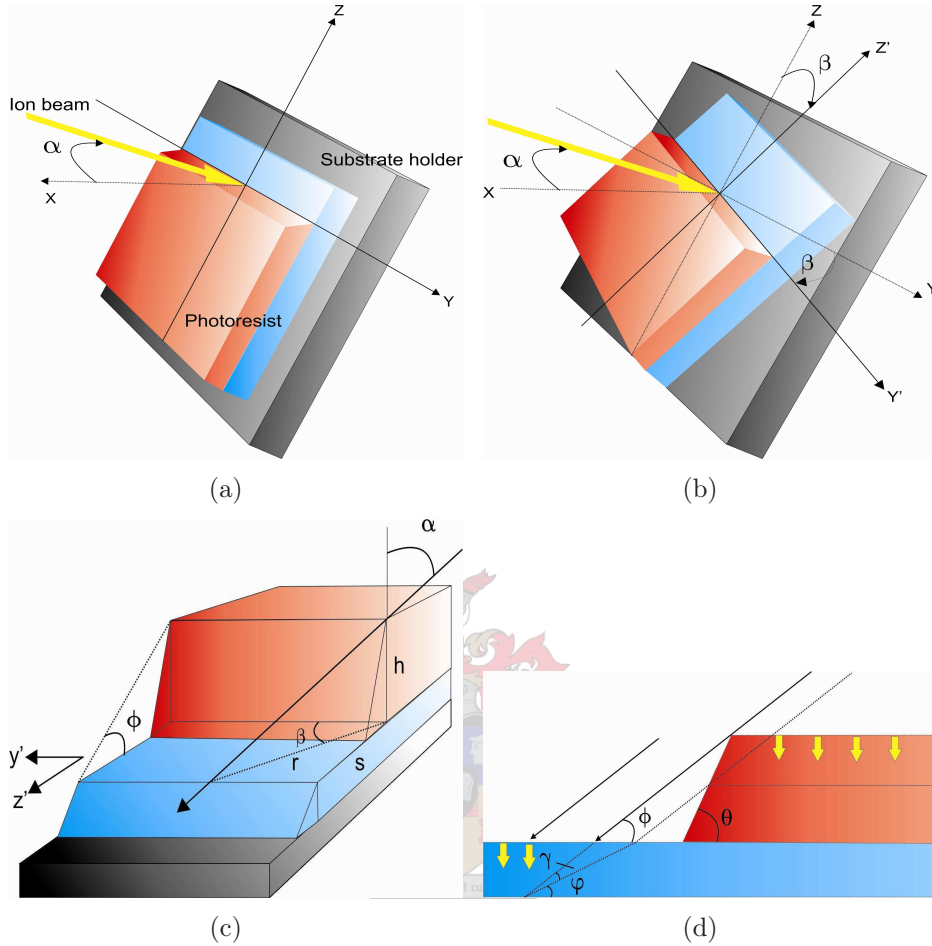 Z
Ion beam
α
Substrate holder
X
Y
Photoresist
(a)
Z
Z'
β
α
X
β
Y
Y'
(b)
α
h
ϕ
β
y'
r
s
z'
(c)
ϕ
θ
γ
φ
(d)